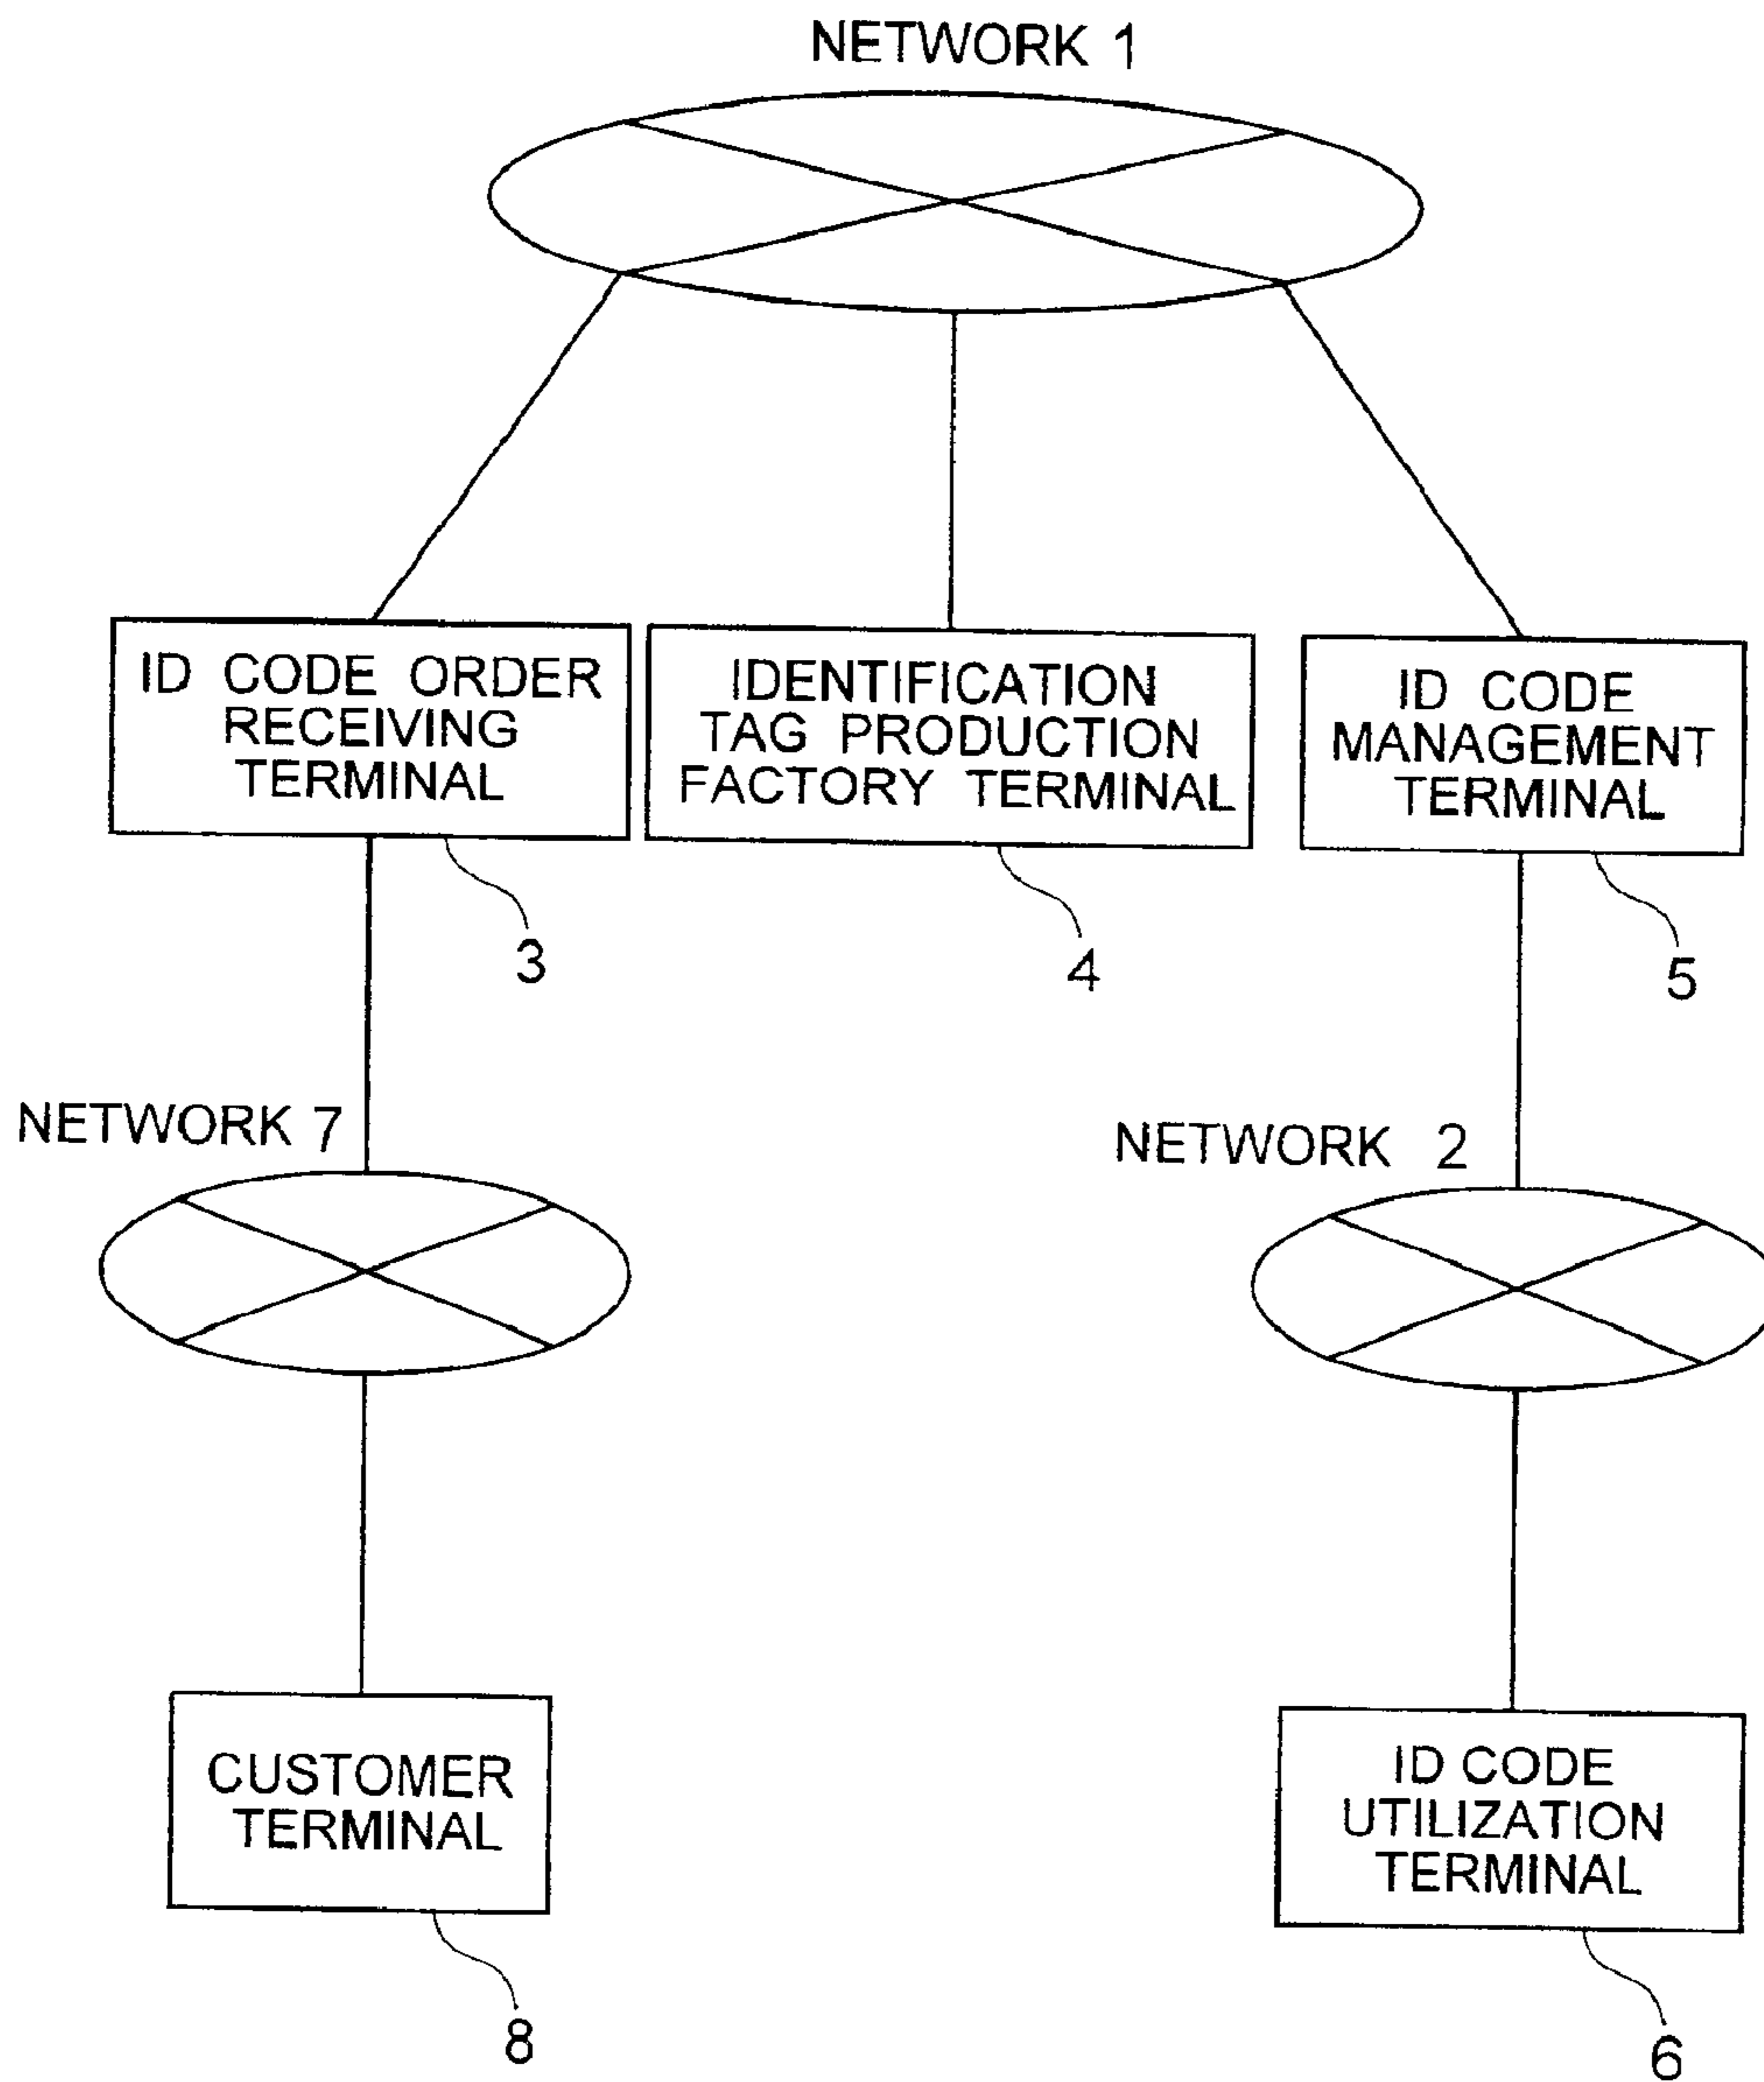 NETWORK 1
ID CODE ORDER
RECEIVING
TERMINAL
IDENTIFICATION
TAG PRODUCTION
FACTORY TERMINAL
ID CODE
MANAGEMENT
TERMINAL
3
4
5
NETWORK 7
NETWORK 2
CUSTOMER
TERMINAL
ID CODE
UTILIZATION
TERMINAL
8
6